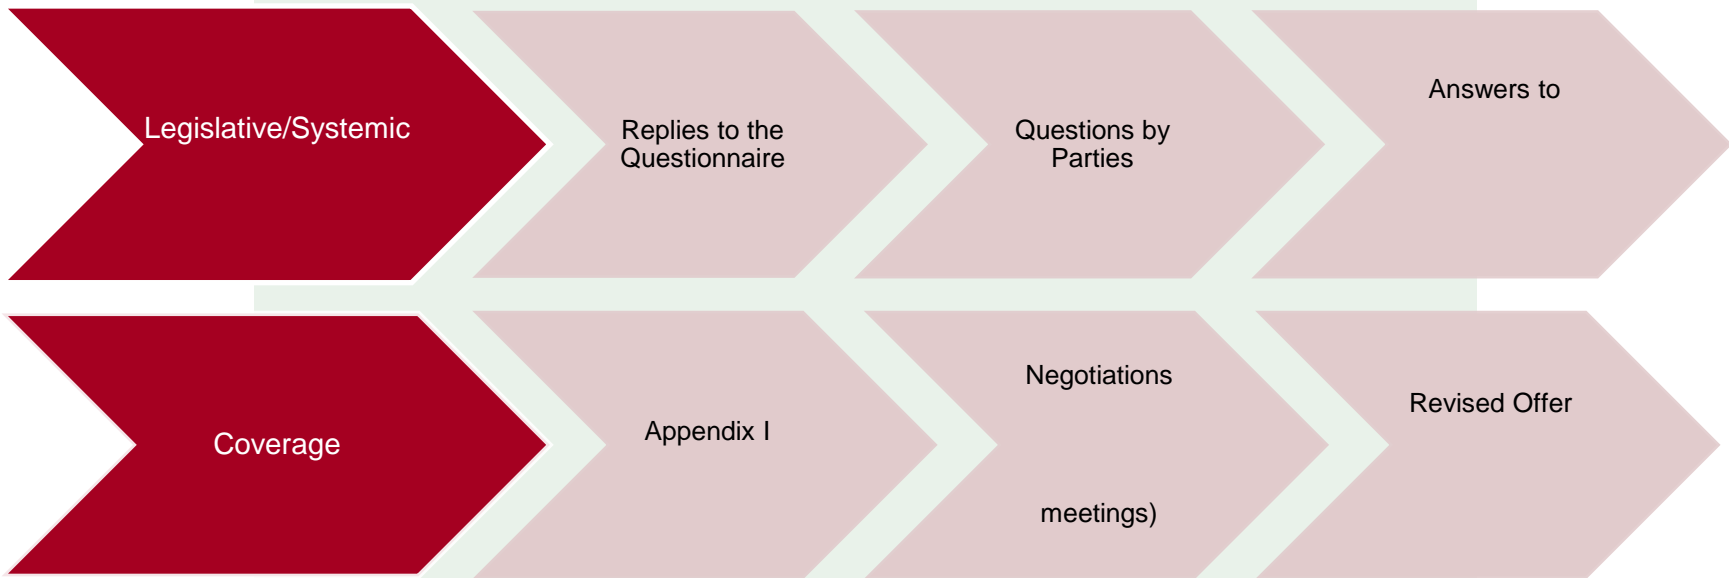 Legislative/Systemic
Replies to the
Questionnaire
Questions by
Parties
Answers to
Coverage
Appendix I
Negotiations
meetings)
Revised Offer